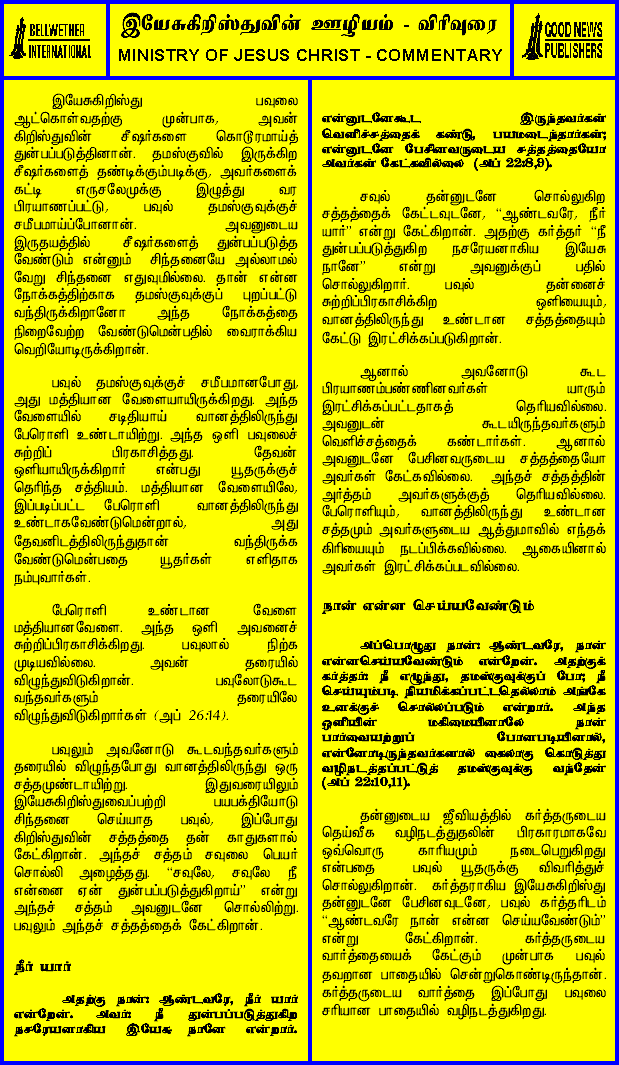 BELLWETHER
INTERNATIONAL
இயேசுகிறிஸ்துவின் ஊழியம் - விரிவுரை
MINISTRY OF JESUS CHRIST - COMMENTARY
GOOD NEWS
PUBLISHERS
இயேசுகிறிஸ்து பவுலை
ஆட்கொள்வதற்கு முன்பாக, அவன்
கிறிஸ்துவின் சீஷர்களை கொடூரமாய்த்
துன்பப்படுத்தினான். தமஸ்குவில் இருக்கிற
சீஷர்களைத் தண்டிக்கும்படிக்கு, அவர்களைக்
கட்டி எருசலேமுக்கு இழுத்து வர
பிரயாணப்பட்டு, பவுல் தமஸ்குவுக்குச்
சமீபமாய்ப்போனான். அவனுடைய
இருதயத்தில் சீஷர்களைத் துன்பப்படுத்த
வேண்டும் என்னும் சிந்தனையே அல்லாமல்
வேறு சிந்தனை எதுவுமில்லை. தான் என்ன
நோக்கத்திற்காக தமஸ்குவுக்குப் புறப்பட்டு
வந்திருக்கிறானோ அந்த நோக்கத்தை
நிறைவேற்ற வேண்டுமென்பதில் வைராக்கிய
வெறியோடிருக்கிறான்.
பவுல் தமஸ்குவுக்குச் சமீபமானபோது,
அது மத்தியான வேளையாயிருக்கிறது. அந்த
வேளையில் சடிதியாய் வானத்திலிருந்து
பேரொளி உண்டாயிற்று. அந்த ஒளி பவுலைச்
சுற்றிப் பிரகாசித்தது. தேவன்
ஒளியாயிருக்கிறார் என்பது யூதருக்குச்
தெரிந்த சத்தியம். மத்தியான வேளையிலே,
இப்படிப்பட்ட பேரொளி வானத்திலிருந்து
உண்டாகவேண்டுமென்றால், அது
தேவனிடத்திலிருந்துதான் வந்திருக்க
வேண்டுமென்பதை யூதர்கள் எளிதாக
நம்புவார்கள்.
பேரொளி உண்டான வேளை
மத்தியானவேளை. அந்த ஒளி அவனைச்
சுற்றிப்பிரகாசிக்கிறது. பவுலால் நிற்க
முடியவில்லை. அவன் தரையில்
விழுந்துவிடுகிறான். பவுலோடுகூட
வந்தவர்களும் தரையிலே
விழுந்துவிடுகிறார்கள் (அப் 26:14).
பவுலும் அவனோடு கூடவந்தவர்களும்
தரையில் விழுந்தபோது வானத்திலிருந்து ஒரு
சத்தமுண்டாயிற்று. இதுவரையிலும்
இயேசுகிறிஸ்துவைப்பற்றி பயபக்தியோடு
சிந்தனை செய்யாத பவுல், இப்போது
கிறிஸ்துவின் சத்தத்தை தன் காதுகளால்
கேட்கிறான். அந்தச் சத்தம் சவுலை பெயர்
சொல்லி அழைத்தது. “சவுலே, சவுலே நீ
என்னை ஏன் துன்பப்படுத்துகிறாய்” என்று
அந்தச் சத்தம் அவனுடனே சொல்லிற்று.
பவுலும் அந்தச் சத்தத்தைக் கேட்கிறான்.
நீர் யார்
அதற்கு நான்: ஆண்டவரே, நீர் யார்
என்றேன். அவர்: நீ துன்பப்படுத்துகிற
நசரேயனாகிய இயேசு நானே என்றார்.
என்னுடனேகூட இருந்தவர்கள்
வெளிச்சத்தைக் கண்டு, பயமடைந்தார்கள்;
என்னுடனே பேசினவருடைய சத்தத்தையோ
அவர்கள் கேட்கவில்லை (அப் 22:8,9).
சவுல் தன்னுடனே சொல்லுகிற
சத்தத்தைக் கேட்டவுடனே, “ஆண்டவரே, நீர்
யார்” என்று கேட்கிறான். அதற்கு கர்த்தர் “நீ
துன்பப்படுத்துகிற நசரேயனாகிய இயேசு
நானே” என்று அவனுக்குப் பதில்
சொல்லுகிறார். பவுல் தன்னைச்
சுற்றிப்பிரகாசிக்கிற ஒளியையும்,
வானத்திலிருந்து உண்டான சத்தத்தையும்
கேட்டு இரட்சிக்கப்படுகிறான்.
ஆனால் அவனோடு கூட
பிரயாணம்பண்ணினவர்கள் யாரும்
இரட்சிக்கப்பட்டதாகத் தெரியவில்லை.
அவனுடன் கூடயிருந்தவர்களும்
வெளிச்சத்தைக் கண்டார்கள். ஆனால்
அவனுடனே பேசினவருடைய சத்தத்தையோ
அவர்கள் கேட்கவில்லை. அந்தச் சத்தத்தின்
அர்த்தம் அவர்களுக்குத் தெரியவில்லை.
பேரொளியும், வானத்திலிருந்து உண்டான
சத்தமும் அவர்களுடைய ஆத்துமாவில் எந்தக்
கிரியையும் நடப்பிக்கவில்லை. ஆகையினால்
அவர்கள் இரட்சிக்கப்படவில்லை.
நான் என்ன செய்யவேண்டும்
அப்பொழுது நான்: ஆண்டவரே, நான்
என்னசெய்யவேண்டும் என்றேன். அதற்குக்
கர்த்தர்: நீ எழுந்து, தமஸ்குவுக்குப் போ; நீ
செய்யும்படி நியமிக்கப்பட்டதெல்லாம் அங்கே
உனக்குச் சொல்லப்படும் என்றார். அந்த
ஒளியின் மகிமையினாலே நான்
பார்வையற்றுப் போனபடியினால்,
என்னோடிருந்தவர்களால் கைலாகு கொடுத்து
வழிநடத்தப்பட்டுத் தமஸ்குவுக்கு வந்தேன்
(அப் 22:10,11).
தன்னுடைய ஜீவியத்தில் கர்த்தருடைய
தெய்வீக வழிநடத்துதலின் பிரகாரமாகவே
ஒவ்வொரு காரியமும் நடைபெறுகிறது
என்பதை பவுல் யூதருக்கு விவரித்துச்
சொல்லுகிறான். கர்த்தராகிய இயேசுகிறிஸ்து
தன்னுடனே பேசினவுடனே, பவுல் கர்த்தரிடம்
“ஆண்டவரே நான் என்ன செய்யவேண்டும்”
என்று கேட்கிறான். கர்த்தருடைய
வார்த்தையைக் கேட்கும் முன்பாக பவுல்
தவறான பாதையில் சென்றுகொண்டிருந்தான்.
கர்த்தருடைய வார்த்தை இப்போது பவுலை
சரியான பாதையில் வழிநடத்துகிறது.